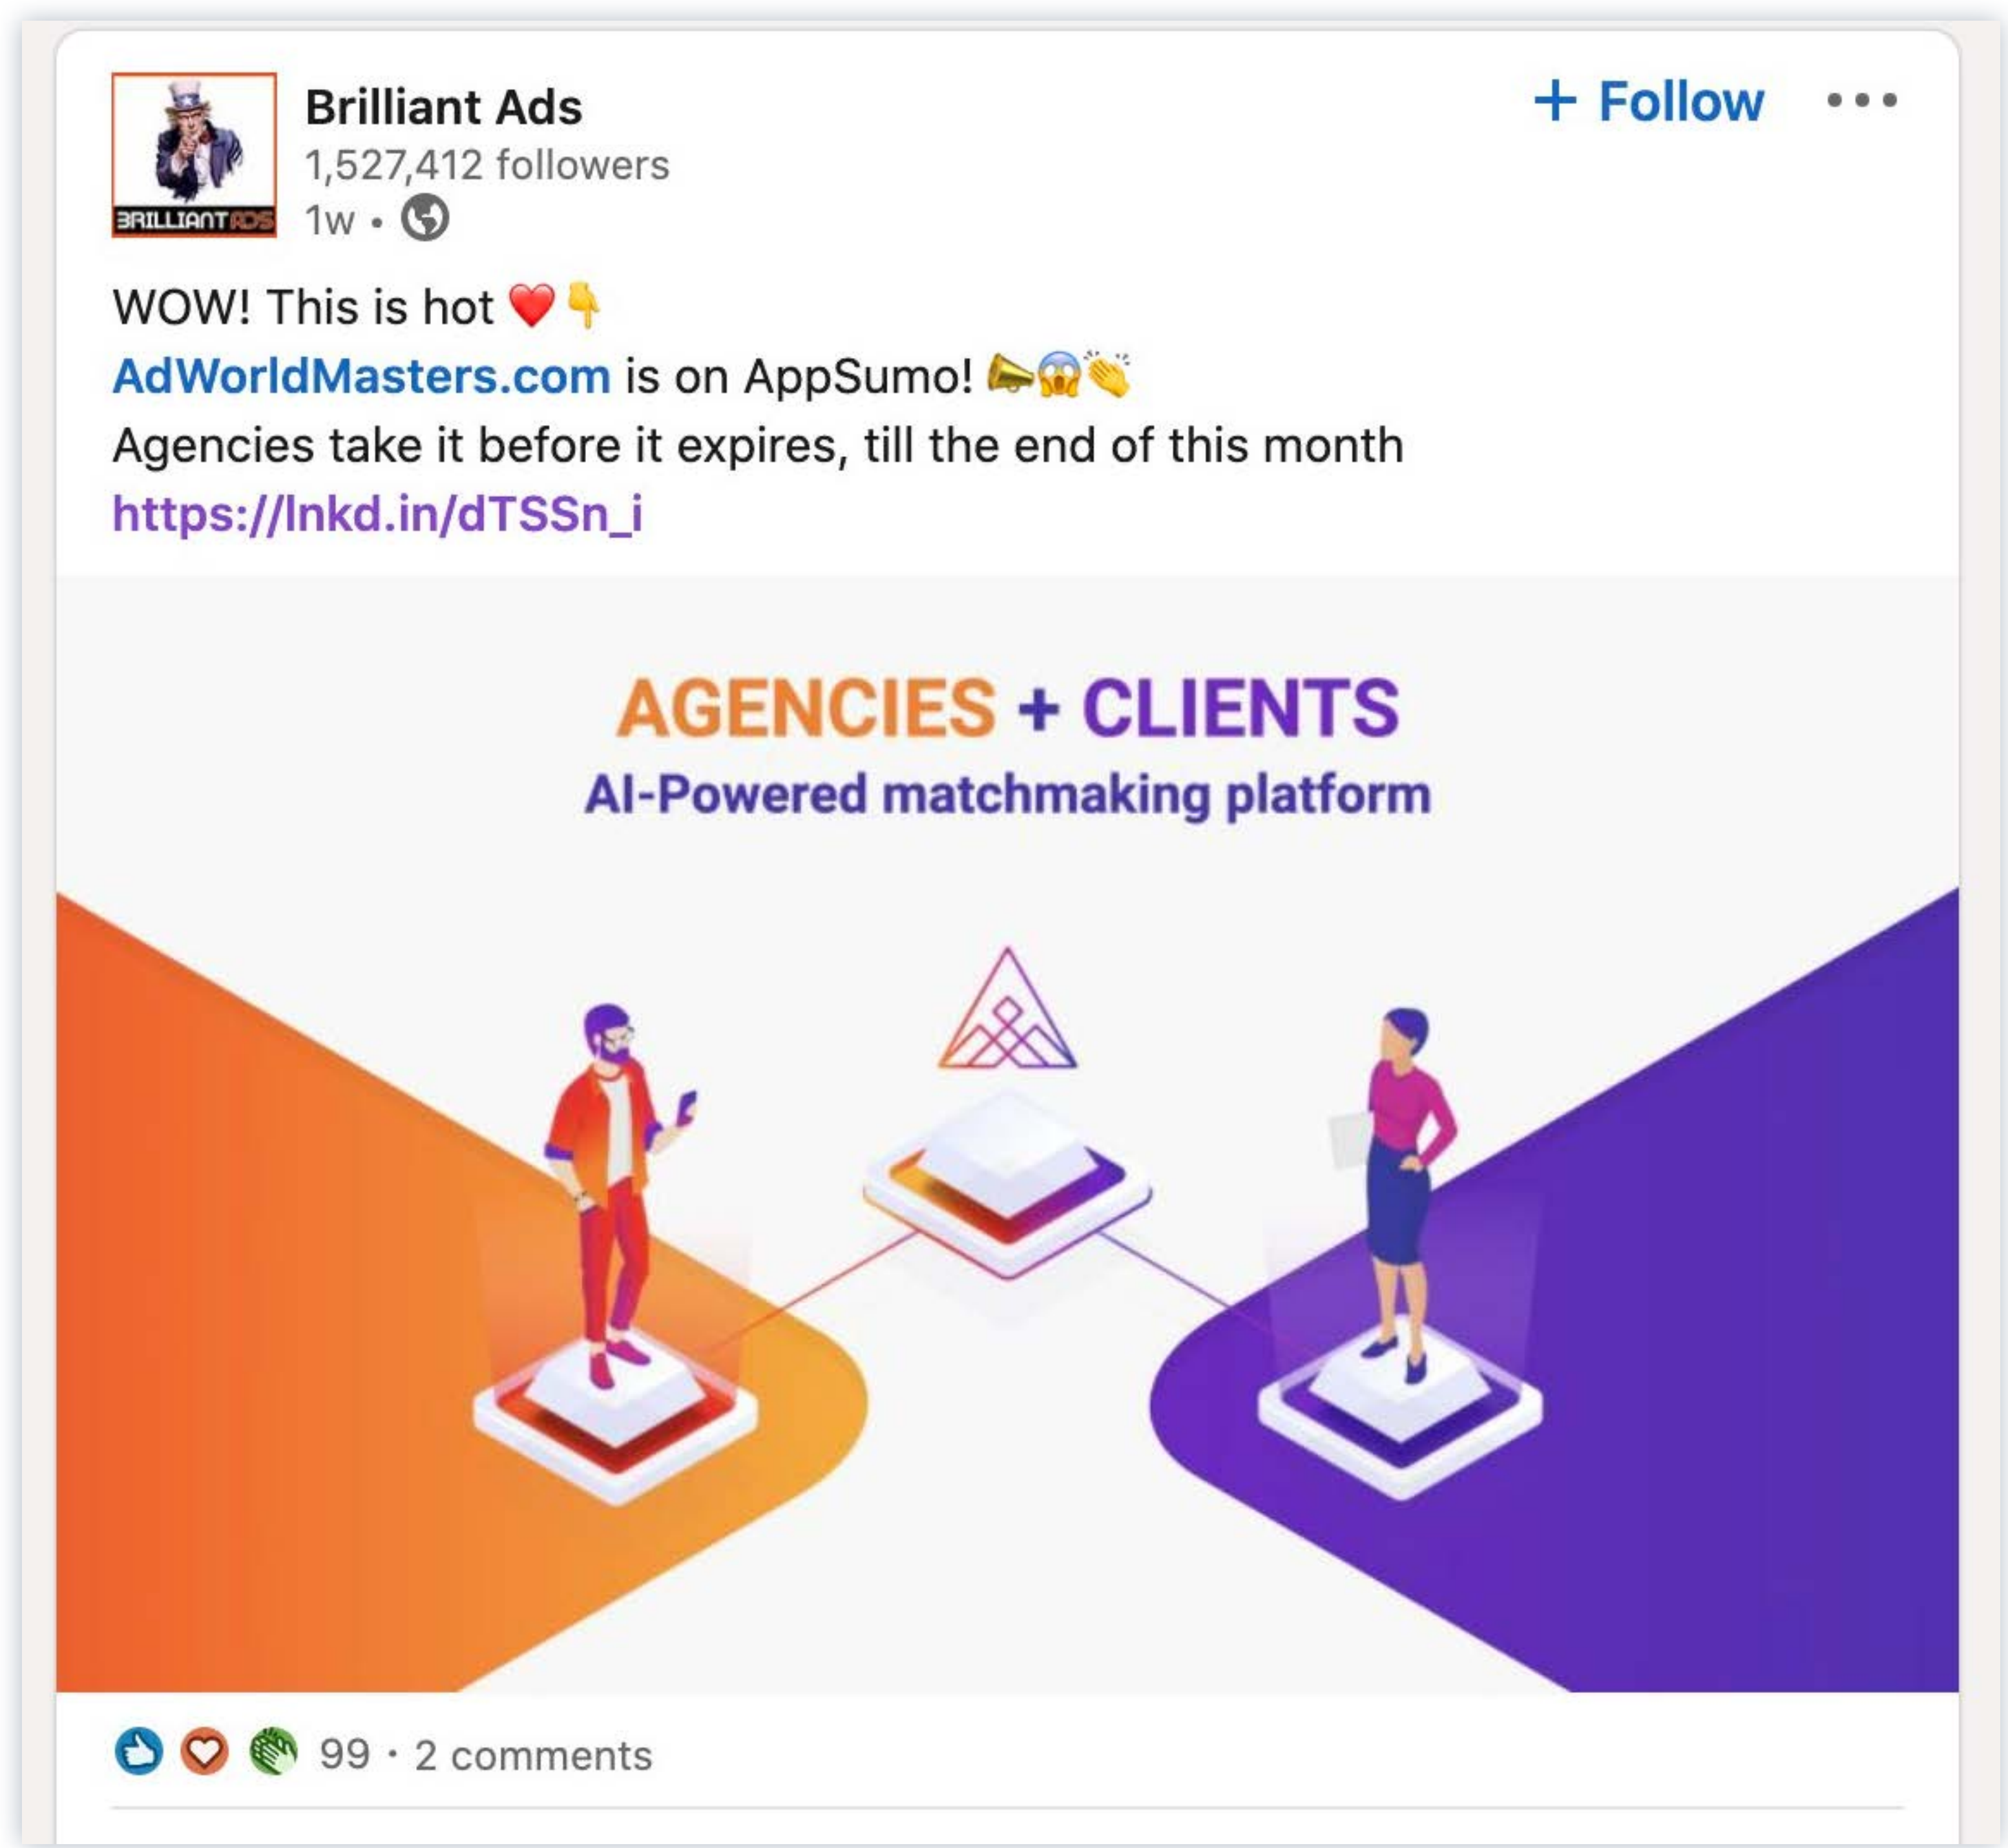 BRILLIANT ADS
Brilliant Ads
1,527,412 followers
1w •
+ Follow •••
WOW! This is hot ❤️👇
AdWorldMasters.com is on AppSumo! 📣😱👏
Agencies take it before it expires, till the end of this month
https://lnkd.in/dTSSn_i
AGENCIES + CLIENTS
AI-Powered matchmaking platform
99 · 2 comments